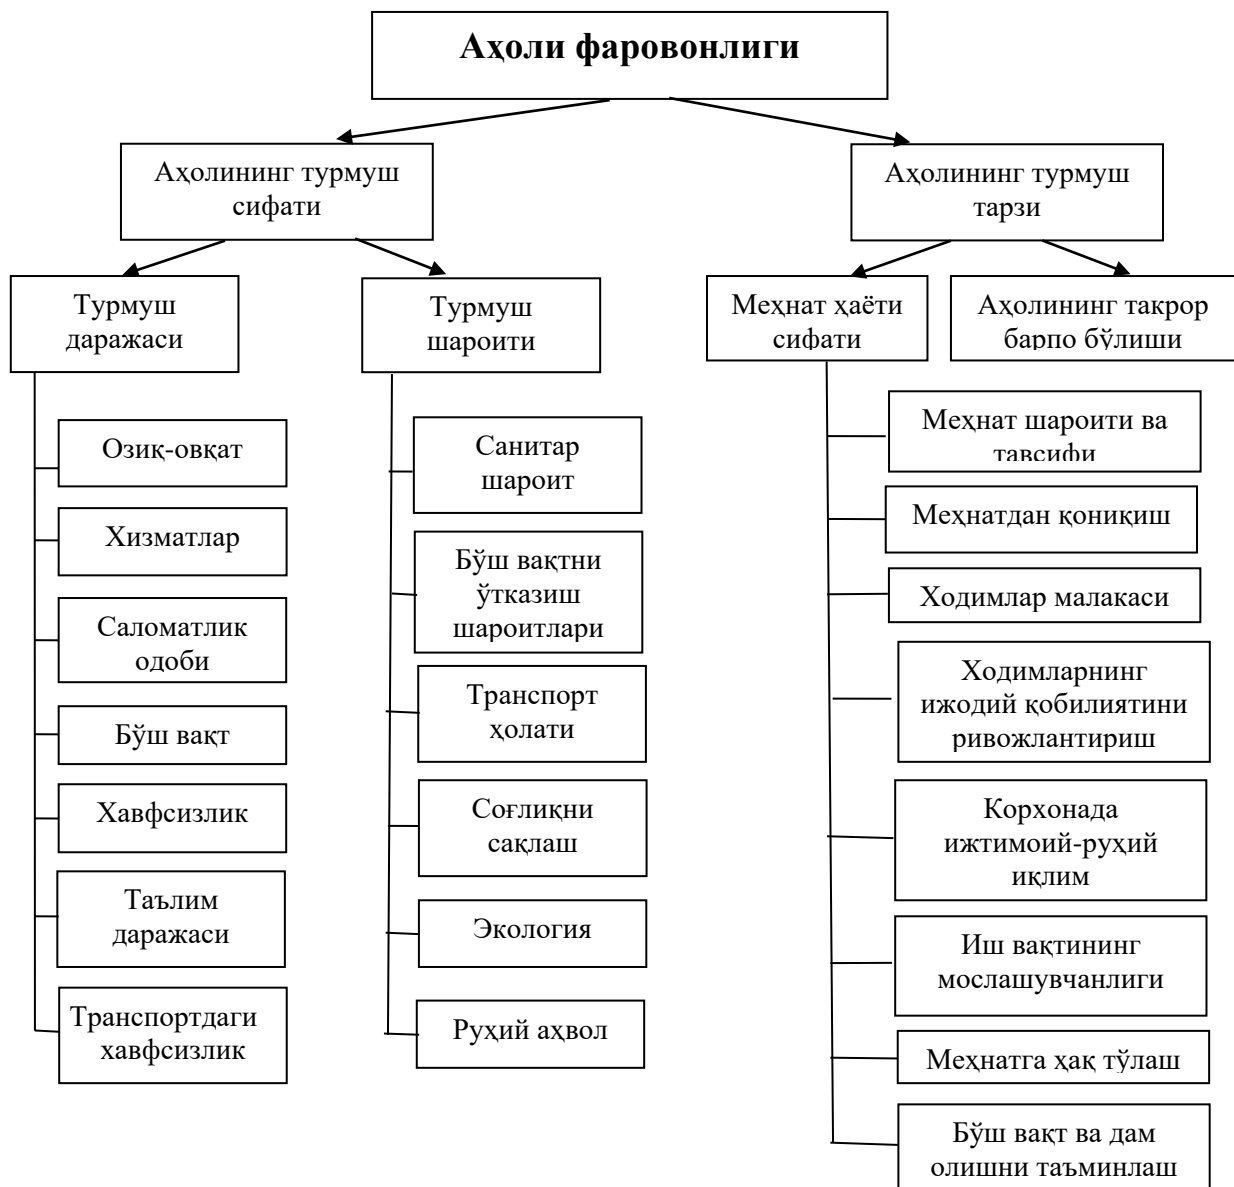 Аҳоли фаровонлиги
Аҳолининг турмуш
сифати
Аҳолининг турмуш
тарзи
Турмуш
даражаси
Турмуш
шароити
Меҳнат ҳаёти
сифати
Аҳолининг такрор
барпо бўлиши
Озиқ-овқат
Хизматлар
Саломатлик
одоби
Бўш вақт
Хавфсизлик
Таълим
даражаси
Транспортдаги
хавфсизлик
Санитар
шароит
Бўш вақтни
ўтказиш
шароитлари
Транспорт
ҳолати
Соғлиқни
сақлаш
Экология
Руҳий аҳвол
Меҳнат шароити ва
тавсифи
Меҳнатдан қониқиш
Ходимлар малакаси
Ходимларнинг
ижодий қобилиятини
ривожлантириш
Корхонада
ижтимоий-руҳий
иқлим
Иш вақтининг
мослашувчанлиги
Меҳнатга ҳақ тўлаш
Бўш вақт ва дам
олишни таъминлаш